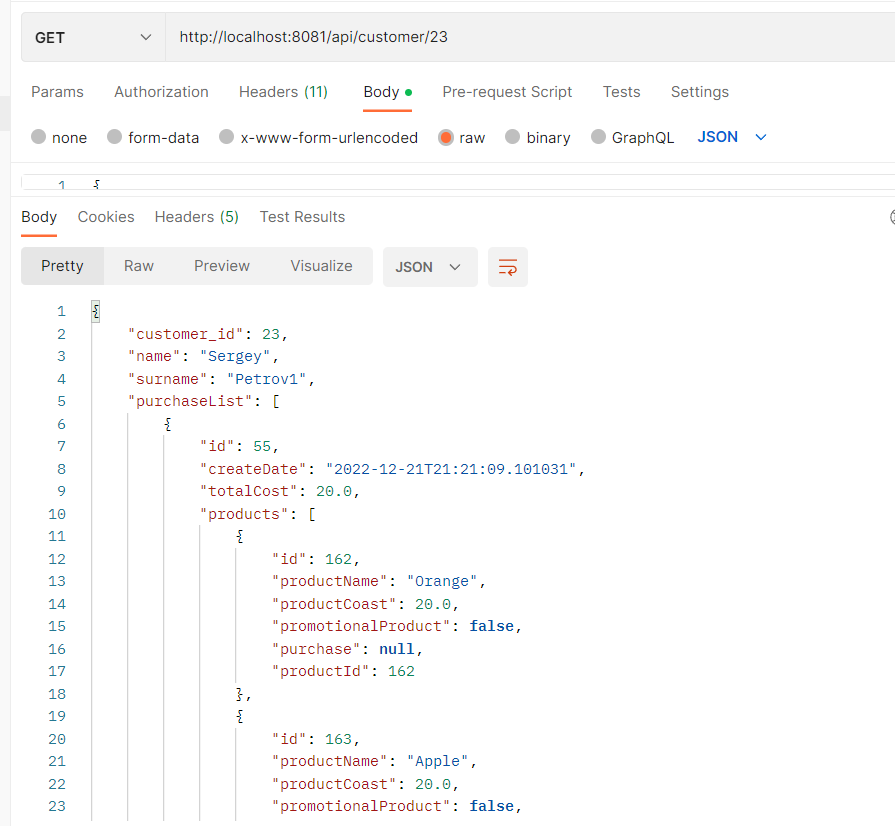 GET http://localhost:8081/api/customer/23
Params Authorization Headers (11) Body Pre-request Script Tests Settings
none form-data x-www-form-urlencoded raw binary GraphQL JSON
1 {
Body Cookies Headers (5) Test Results
Pretty Raw Preview Visualize JSON
1 {
2 "customer_id": 23,
3 "name": "Sergey",
4 "surname": "Petrov1",
5 "purchaseList": [
6 {
7 "id": 55,
8 "createDate": "2022-12-21T21:21:09.101031",
9 "totalCost": 20.0,
10 "products": [
11 {
12 "id": 162,
13 "productName": "Orange",
14 "productCoast": 20.0,
15 "promotionalProduct": false,
16 "purchase": null,
17 "productId": 162
18 },
19 {
20 "id": 163,
21 "productName": "Apple",
22 "productCoast": 20.0,
23 "promotionalProduct": false,